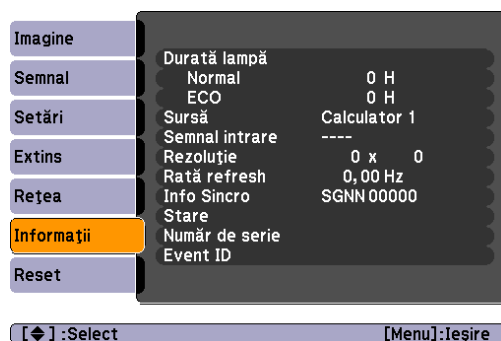 Imagine
Semnal
Setări
Extins
Reţea
Informaţii
Reset
Durată lampă
Normal 0 H
ECO 0 H
Sursă Calculator 1
Semnal intrare ----
Rezoluţie 0 x 0
Rată refresh 0,00 Hz
Info Sincro SGNN 00000
Stare
Număr de serie
Event ID
[◆] :Select [Menu]:Ieşire